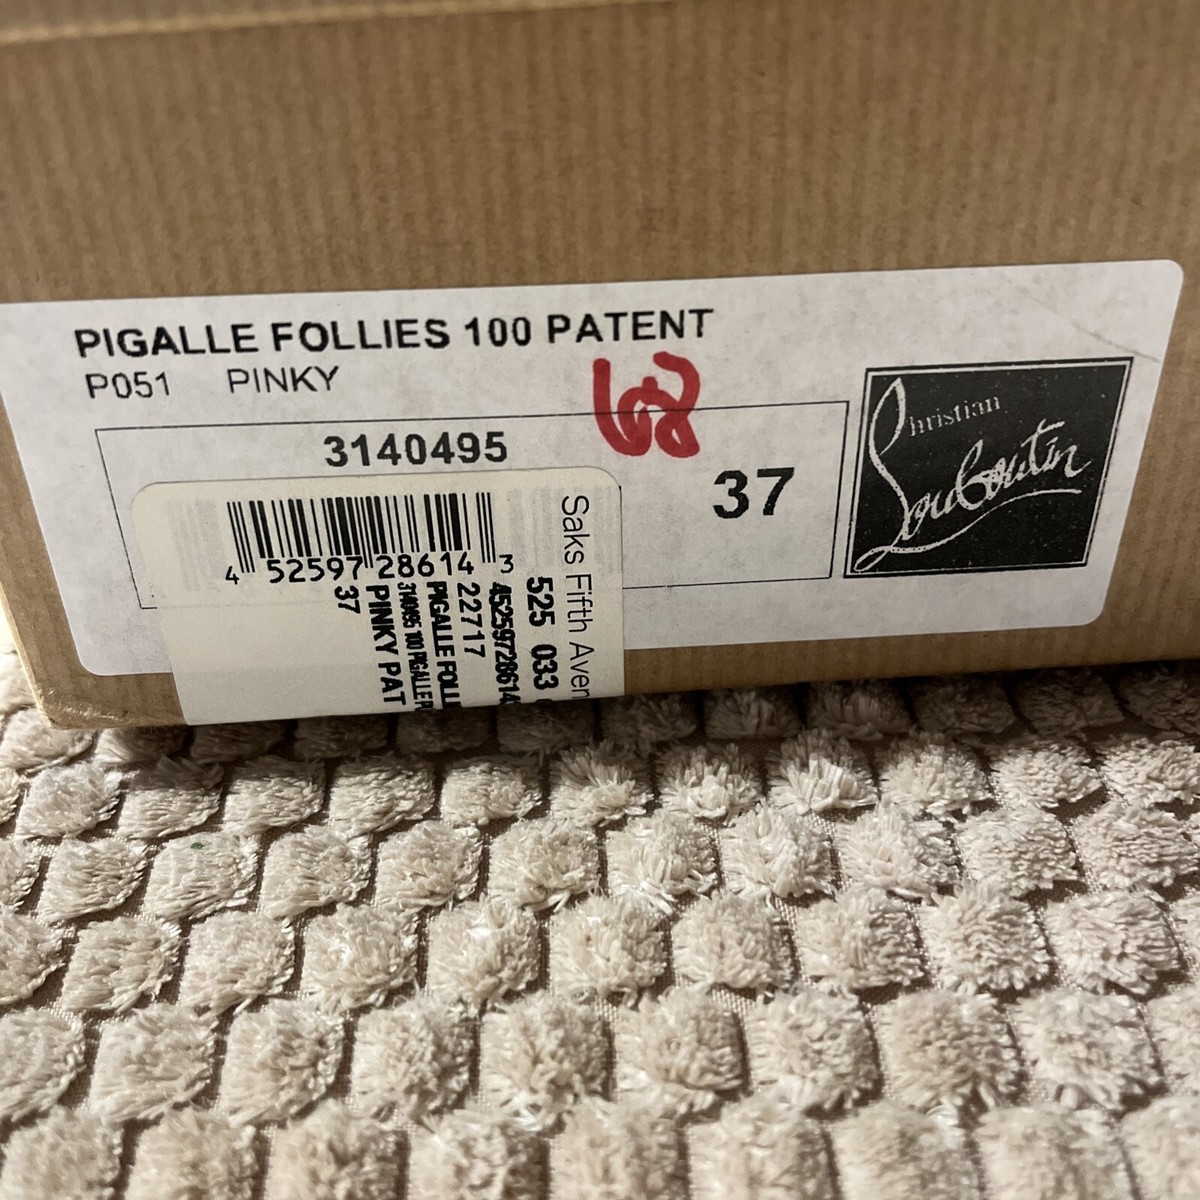 PIGALLE FOLLIES 100 PATENT
P051 PINKY
3140495
37
Christian
Louboutin
4 52597 28614 3
Saks Fifth
525 033
22717
PIGALLE FOLL
PINKY PAT
37